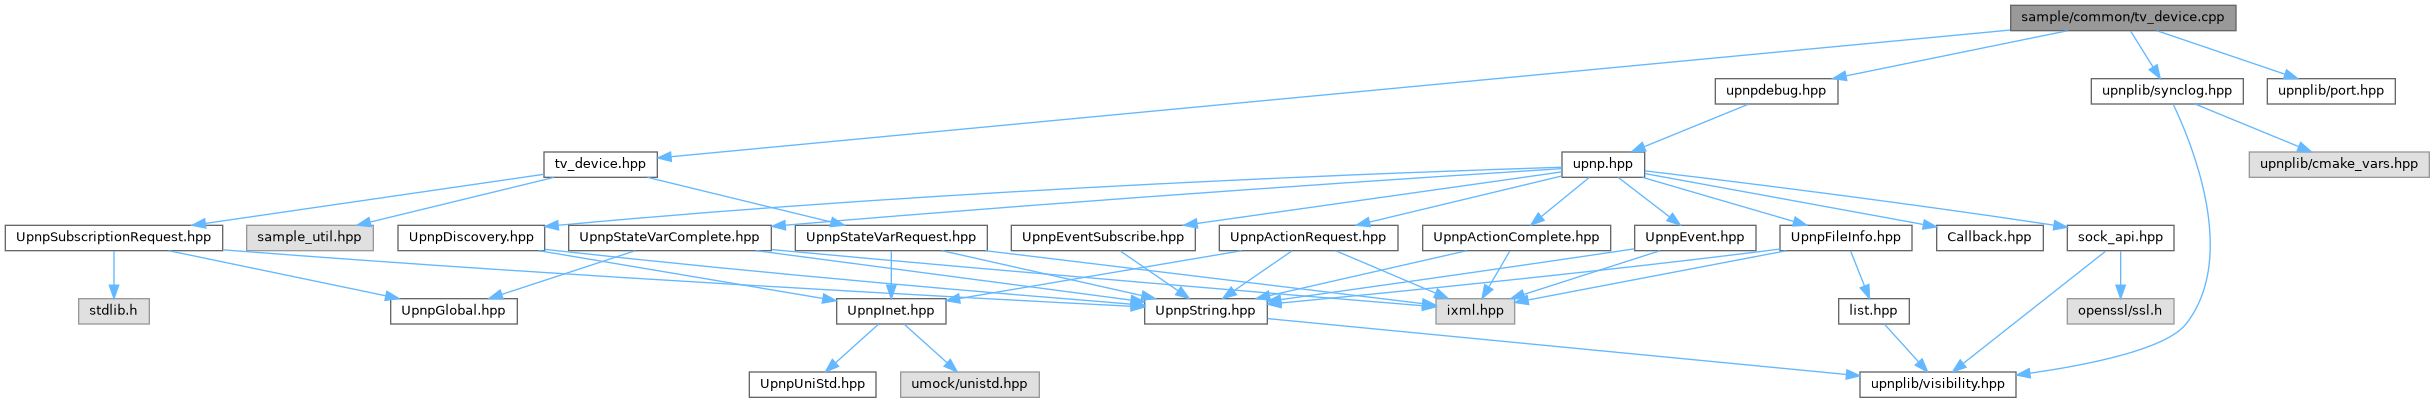 sample/common/tv_device.cpp
upnpdebug.hpp
upnplib/synclog.hpp
upnplib/port.hpp
tv_device.hpp
upnp.hpp
upnplib/cmake_vars.hpp
UpnpSubscriptionRequest.hpp
sample_util.hpp
UpnpDiscovery.hpp
UpnpStateVarComplete.hpp
UpnpStateVarRequest.hpp
UpnpEventSubscribe.hpp
UpnpActionRequest.hpp
UpnpActionComplete.hpp
UpnpEvent.hpp
UpnpFileInfo.hpp
Callback.hpp
sock_api.hpp
stdlib.h
UpnpGlobal.hpp
UpnpInet.hpp
UpnpString.hpp
ixml.hpp
list.hpp
openssl/ssl.h
UpnpUniStd.hpp
umock/unistd.hpp
upnplib/visibility.hpp